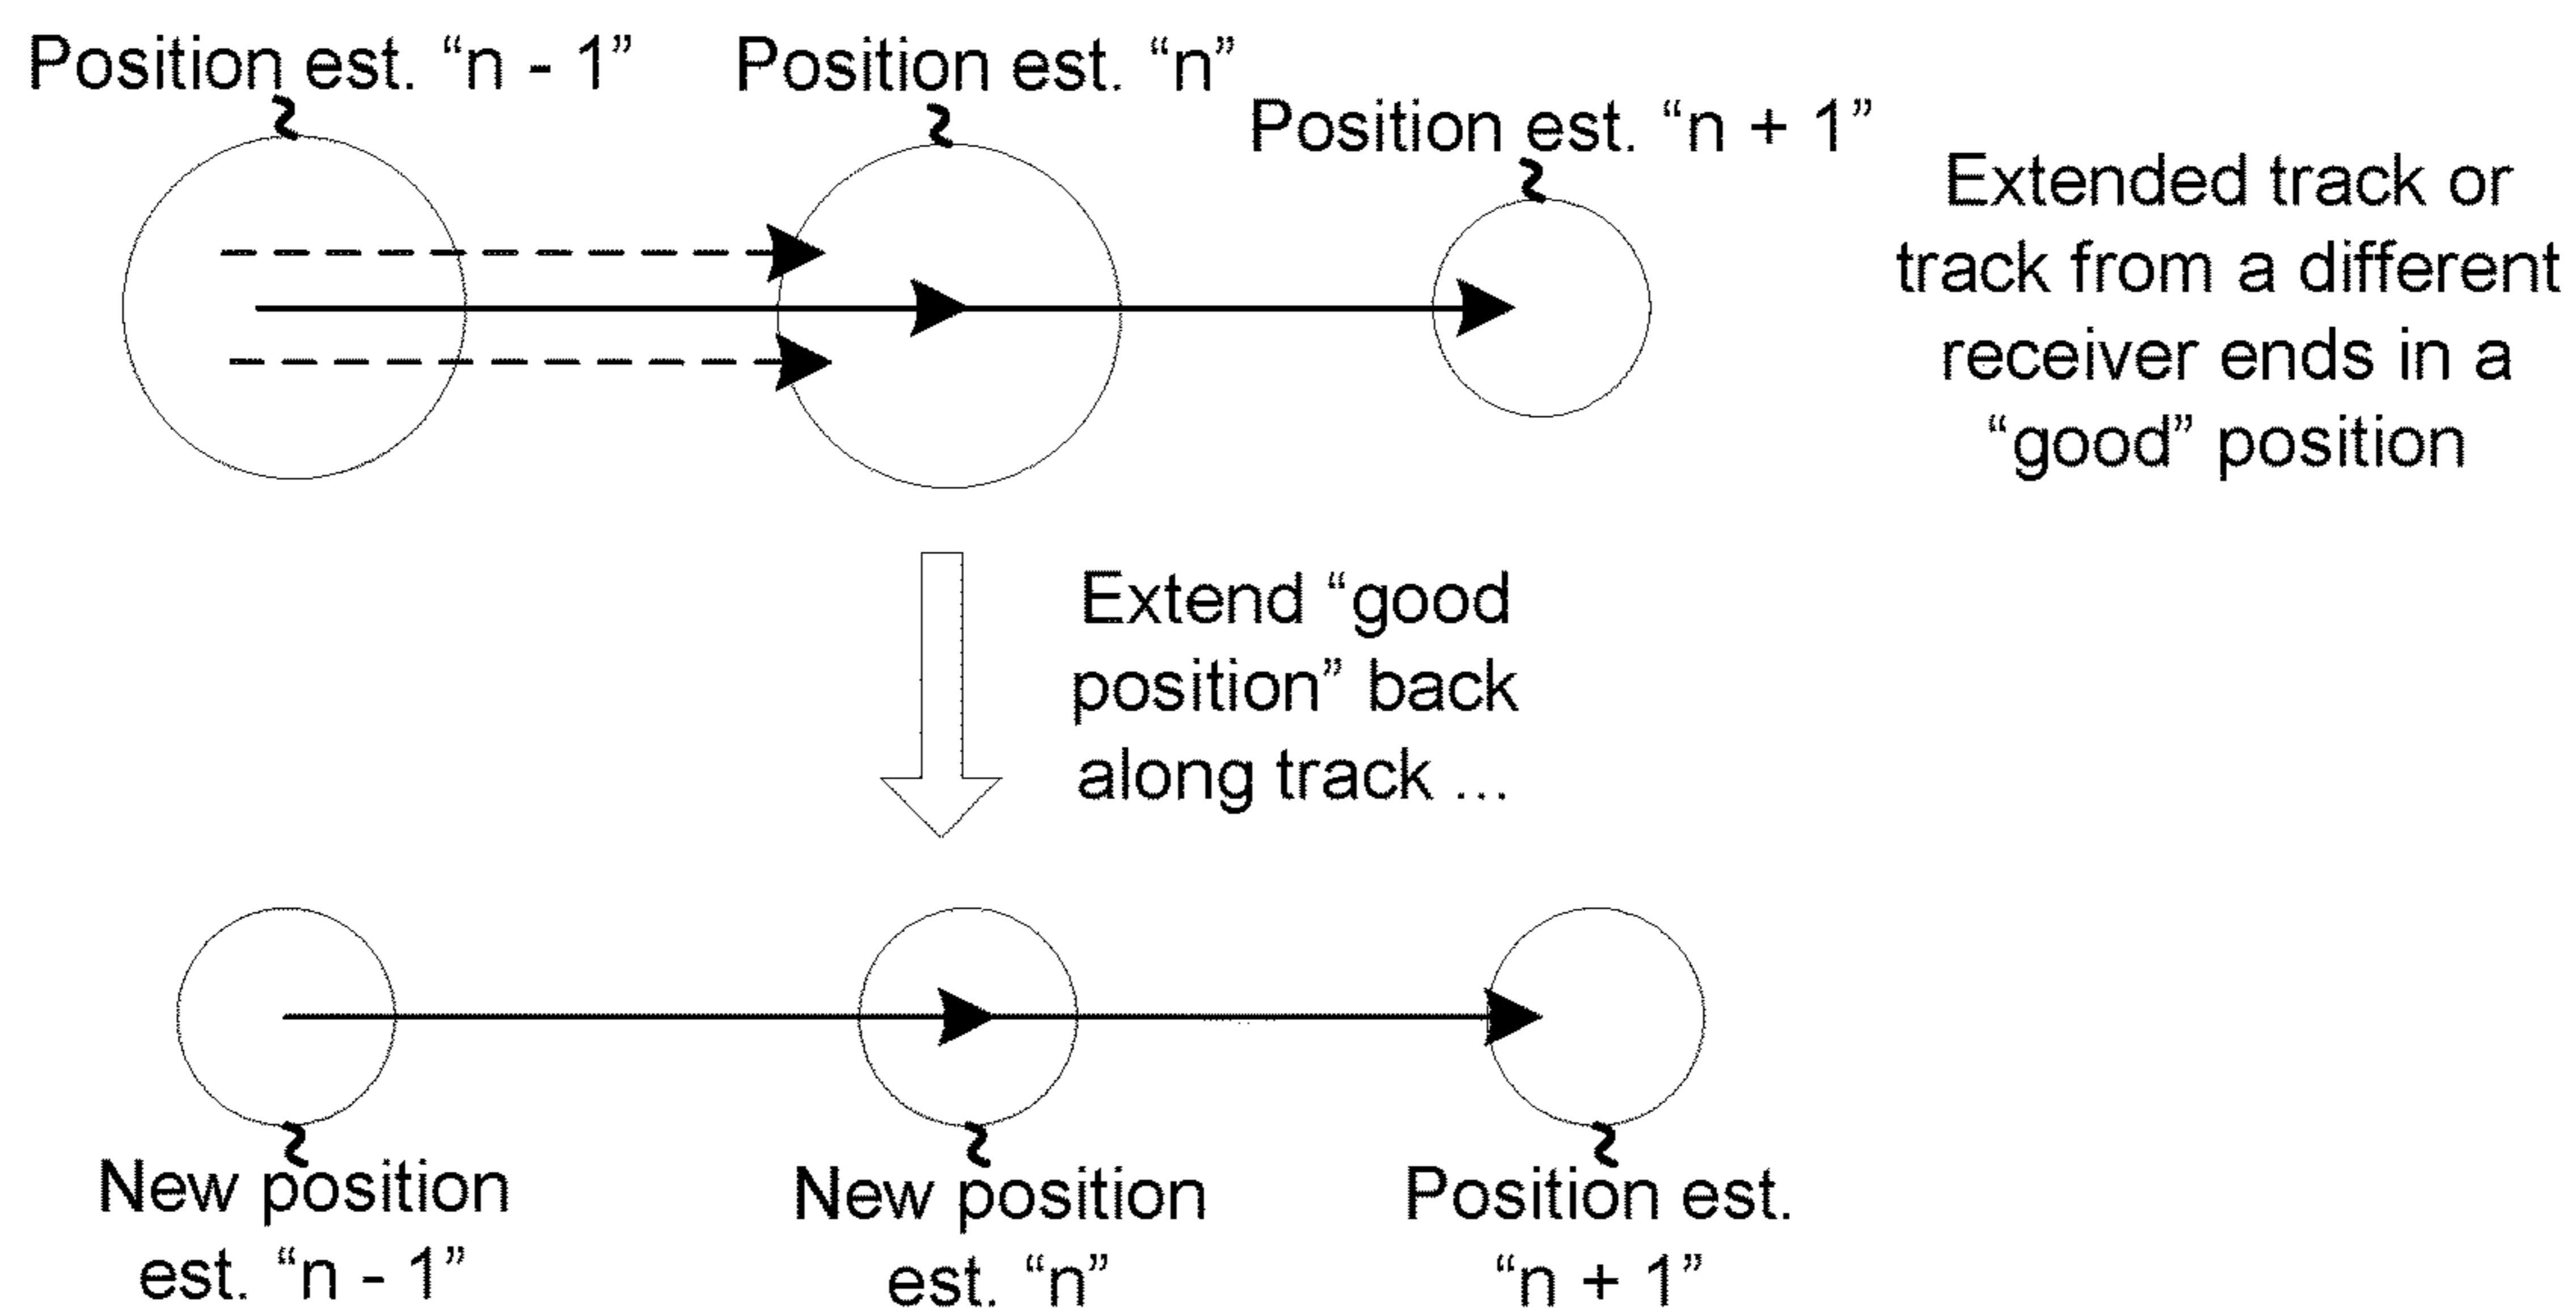 Position est. “n - 1”
Position est. “n”
Position est. “n + 1”
Extended track or
track from a different
receiver ends in a
“good” position
Extend “good
position” back
along track ...
New position
est. “n - 1”
New position
est. “n”
Position est.
“n + 1”